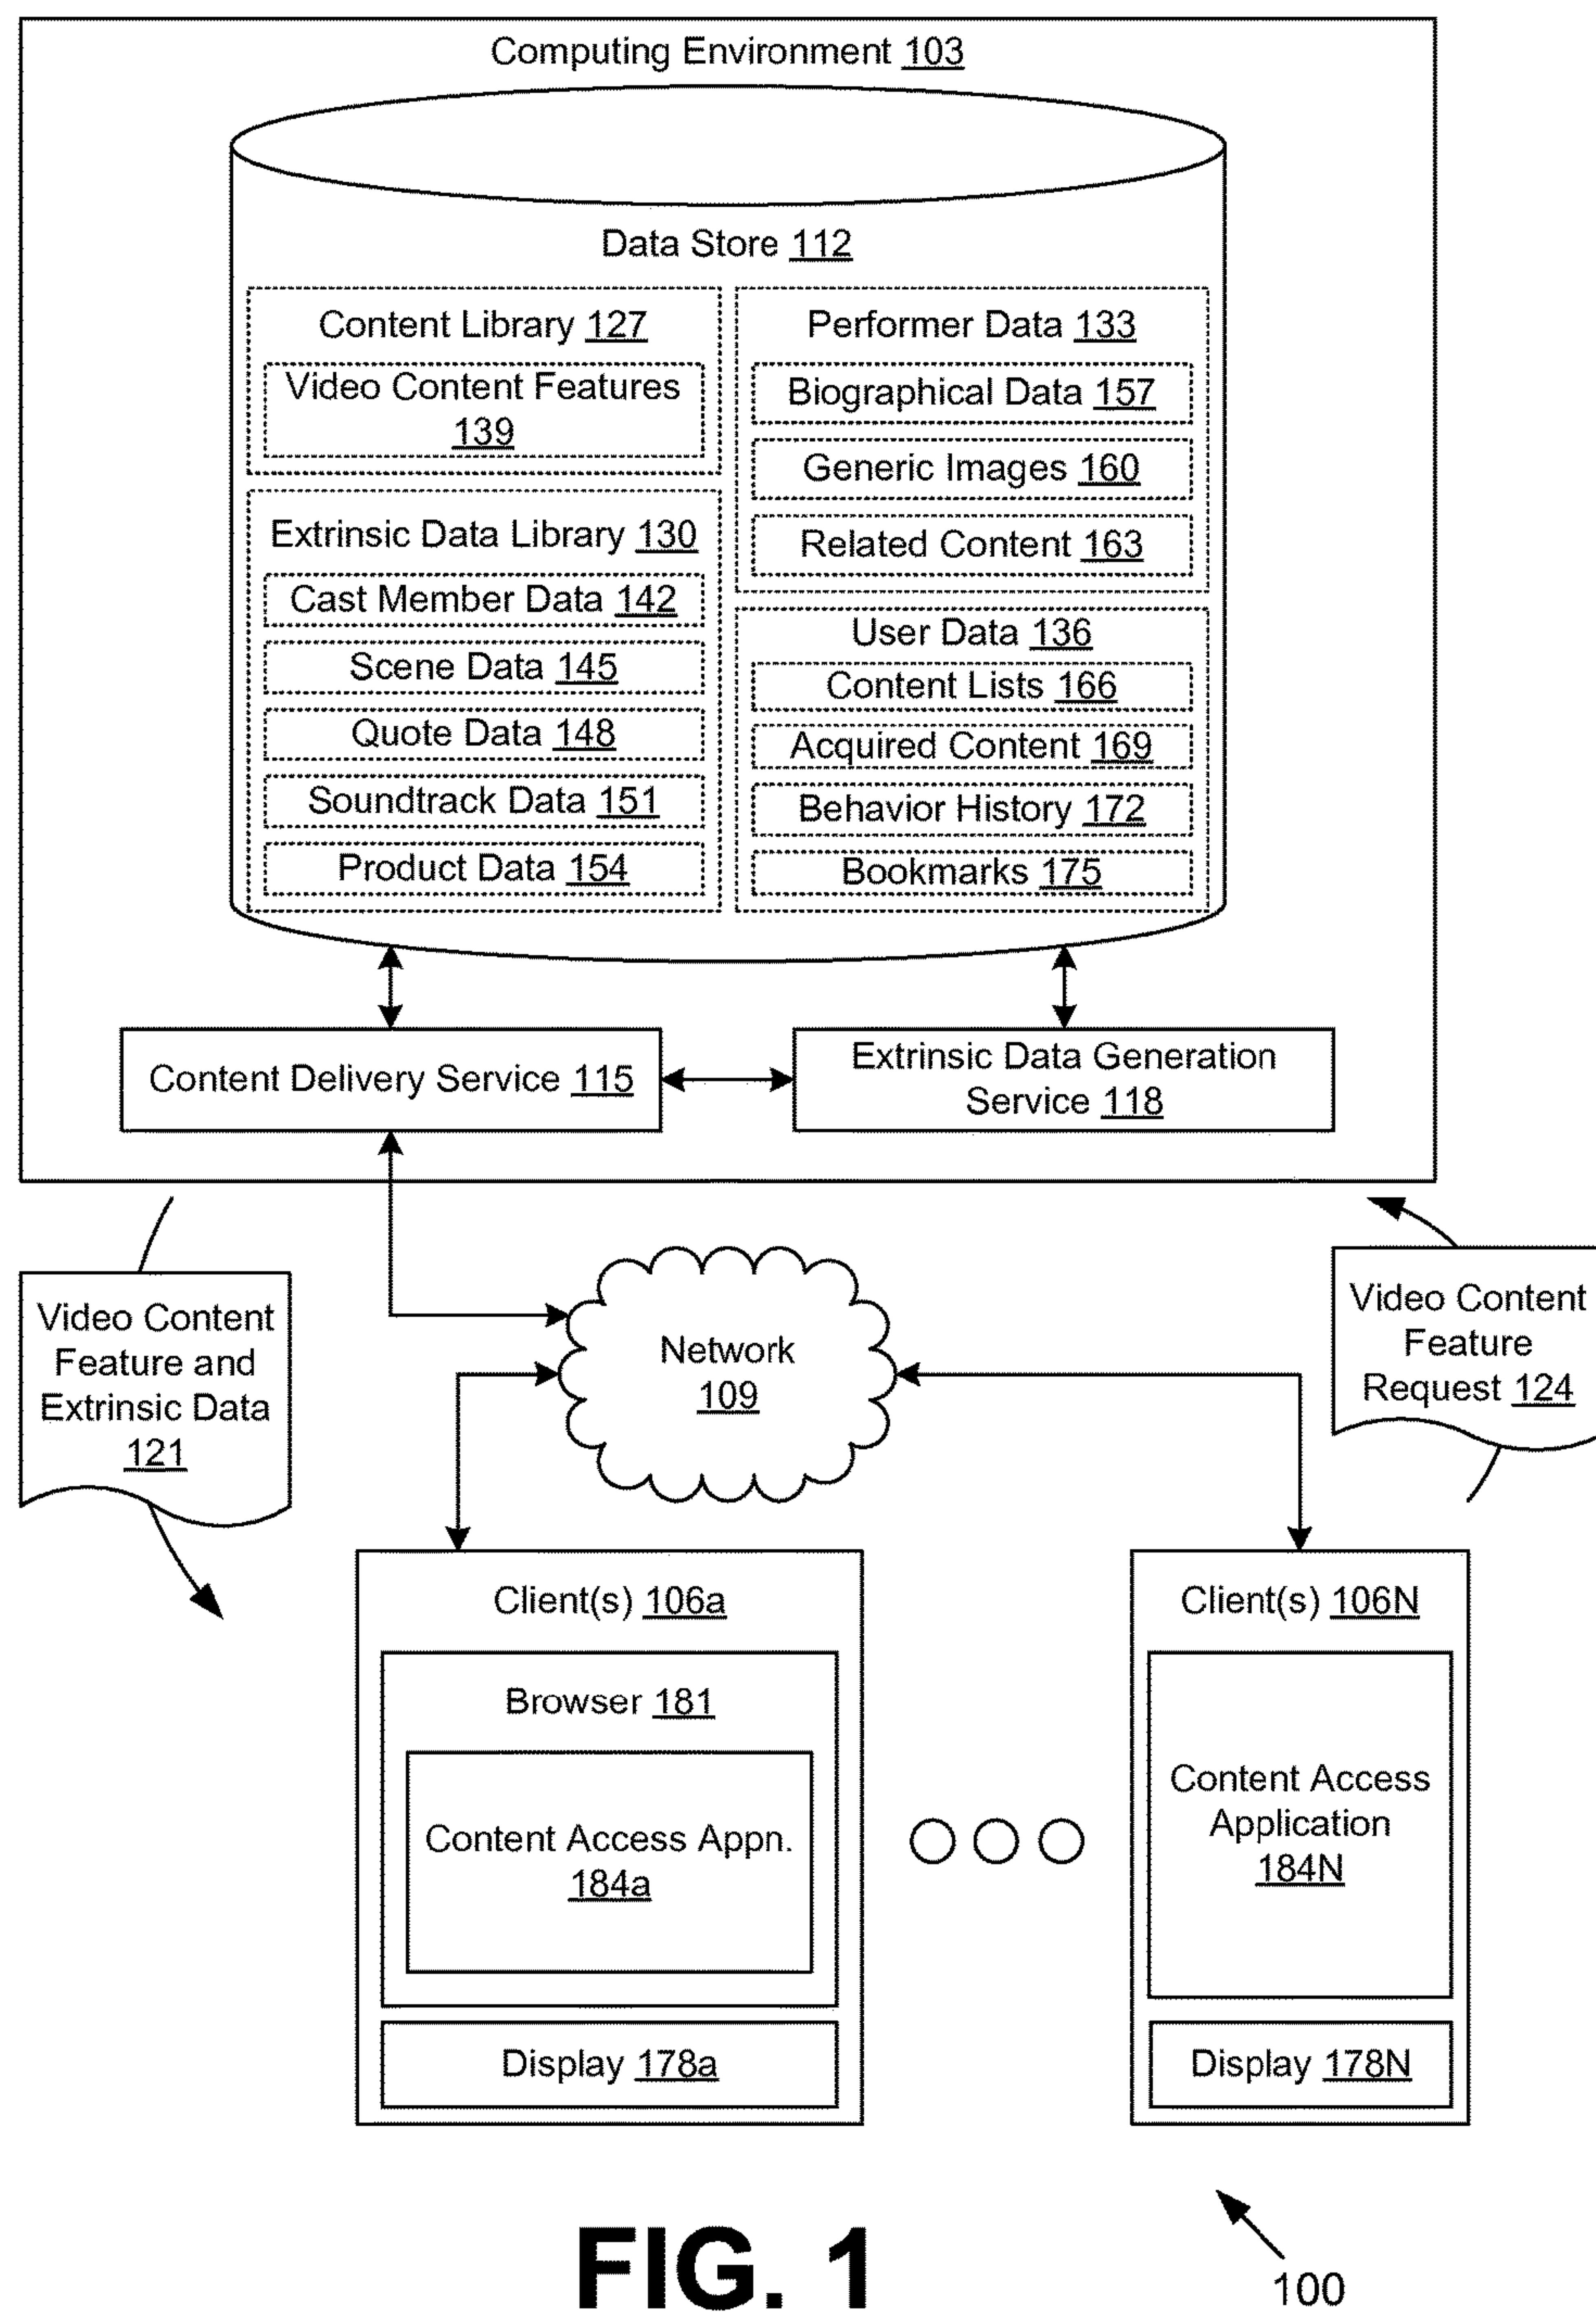 Computing Environment 103
Data Store 112
Content Library 127
Video Content Features
139
Extrinsic Data Library 130
Cast Member Data 142
Scene Data 145
Quote Data 148
Soundtrack Data 151
Product Data 154
Performer Data 133
Biographical Data 157
Generic Images 160
Related Content 163
User Data 136
Content Lists 166
Acquired Content 169
Behavior History 172
Bookmarks 175
Content Delivery Service 115
Extrinsic Data Generation
Service 118
Video Content
Feature and
Extrinsic Data
121
Network
109
Video Content
Feature
Request 124
Client(s) 106a
Browser 181
Content Access Appn.
184a
Display 178a
Client(s) 106N
Content Access
Application
184N
Display 178N
FIG. 1
100